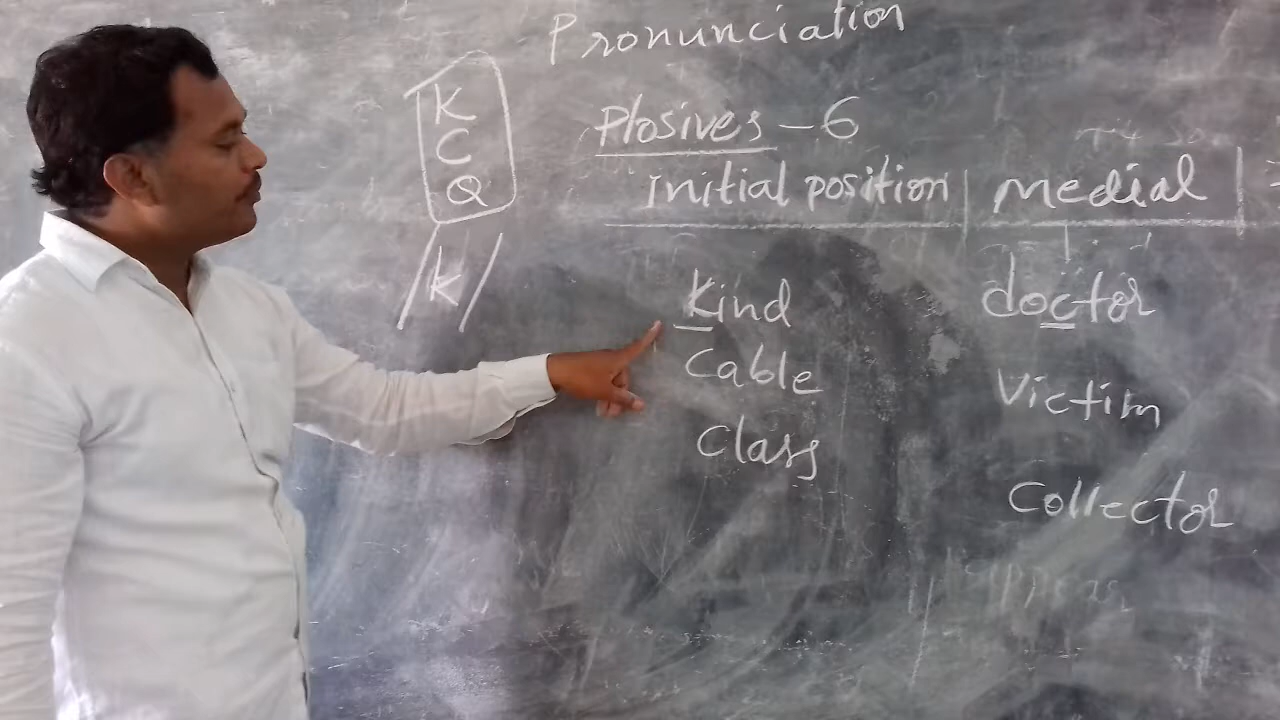 Pronunciation
K
C
Q
/k/
Plosives - 6
Initial position | Medial |
Kind doctor
Cable Victim
Class Collector